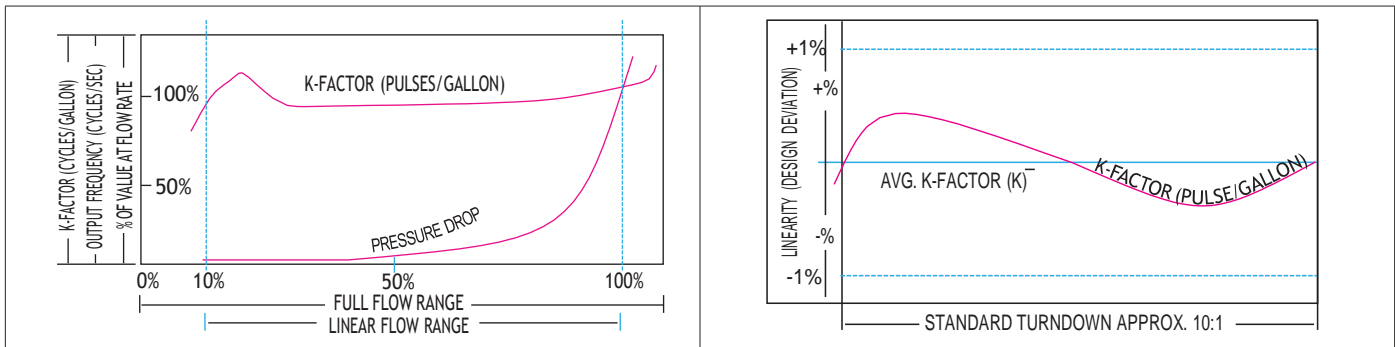 K-FACTOR (CYCLES/GALLON)
OUTPUT FREQUENCY (CYCLES/SEC)
% OF VALUE AT FLOWRATE
100%
50%
K-FACTOR (PULSES/GALLON)
PRESSURE DROP
0%
10%
50%
100%
FULL FLOW RANGE
LINEAR FLOW RANGE
LINEARITY (DESIGN DEVIATION)
+1%
+%
-%
-1%
AVG. K-FACTOR (K)¯
K-FACTOR (PULSE/GALLON)
STANDARD TURNDOWN APPROX. 10:1